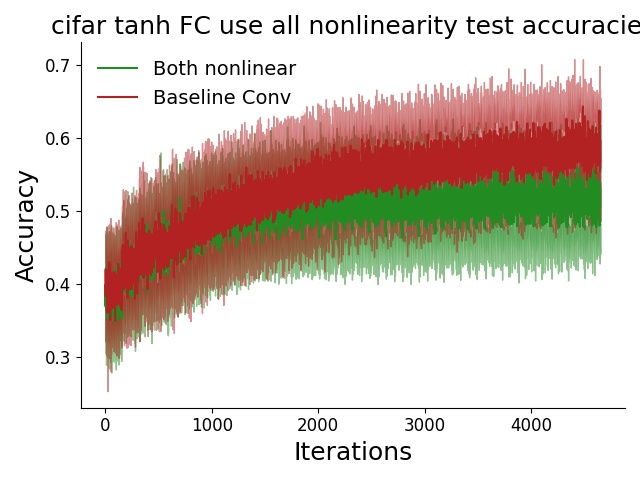 cifar tanh FC use all nonlinearity test accuracie
Both nonlinear
Baseline Conv
0.7
0.6
0.5
0.4
0.3
Accuracy
0
1000
2000
3000
4000
Iterations